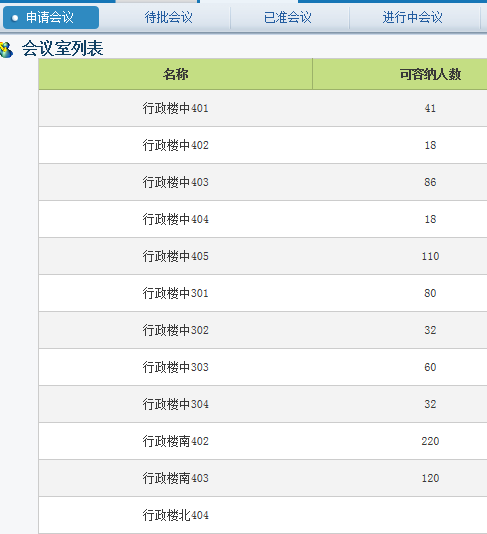 申请会议 待批会议 已准会议 进行中会议
会议室列表
名称 可容纳人数
行政楼中401 41
行政楼中402 18
行政楼中403 86
行政楼中404 18
行政楼中405 110
行政楼中301 80
行政楼中302 32
行政楼中303 60
行政楼中304 32
行政楼南402 220
行政楼南403 120
行政楼北404